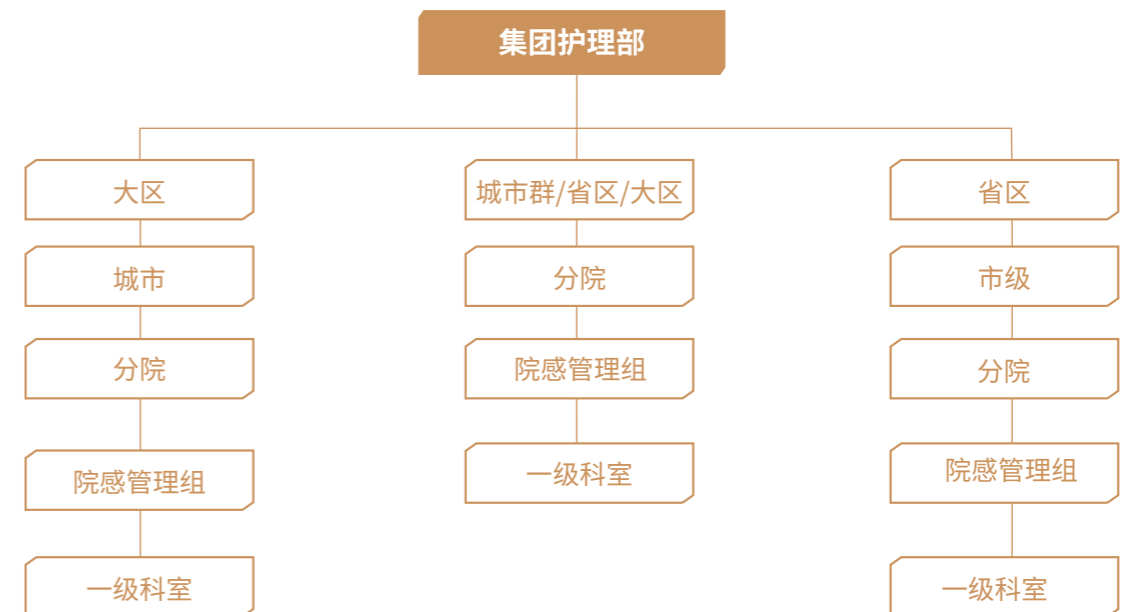 集团护理部
大区
城市群/省区/大区
省区
城市
分院
市级
分院
院感管理组
分院
院感管理组
一级科室
院感管理组
一级科室
一级科室